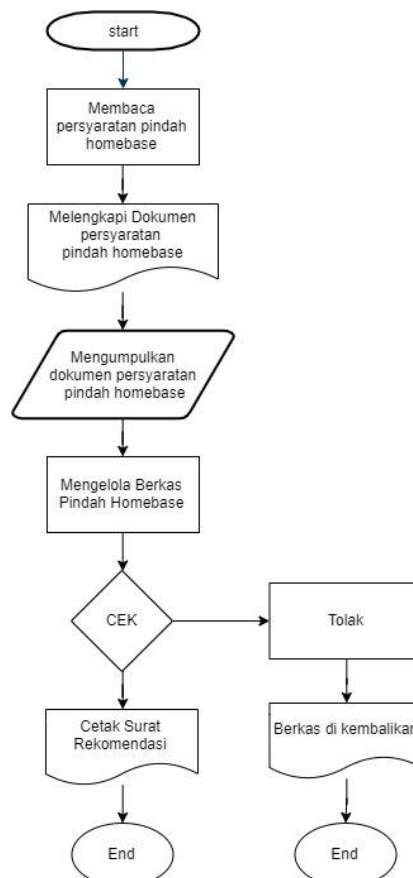 start
Membaca
persyaratan pindah
homebase
Melengkapi Dokumen
persyaratan
pindah homebase
Mengumpulkan
dokumen persyaratan
pindah homebase
Mengelola Berkas
Pindah Homebase
CEK
Tolak
Cetak Surat
Rekomendasi
Berkas di kembalikan
End
End